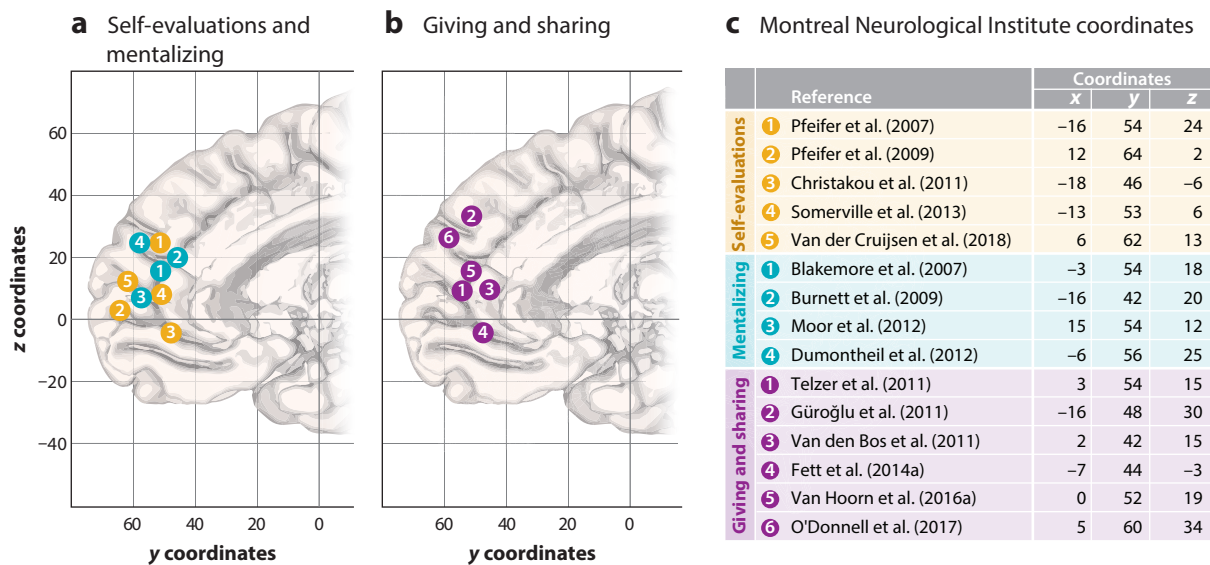 a Self-evaluations and
mentalizing
b Giving and sharing
c Montreal Neurological Institute coordinates
z coordinates
60
40
20
0
−20
−40
4
1
2
1
5
3
4
2
3
60
40
20
0
y coordinates
2
6
5
1
3
4
60
40
20
0
y coordinates
Coordinates
Reference x y z
Self-evaluations
1 Pfeifer et al. (2007) −16 54 24
2 Pfeifer et al. (2009) 12 64 2
3 Christakou et al. (2011) −18 46 −6
4 Somerville et al. (2013) −13 53 6
5 Van der Cruijsen et al. (2018) 6 62 13
Mentalizing
1 Blakemore et al. (2007) −3 54 18
2 Burnett et al. (2009) −16 42 20
3 Moor et al. (2012) 15 54 12
4 Dumontheil et al. (2012) −6 56 25
Giving and sharing
1 Telzer et al. (2011) 3 54 15
2 Güroğlu et al. (2011) −16 48 30
3 Van den Bos et al. (2011) 2 42 15
4 Fett et al. (2014a) −7 44 −3
5 Van Hoorn et al. (2016a) 0 52 19
6 O'Donnell et al. (2017) 5 60 34